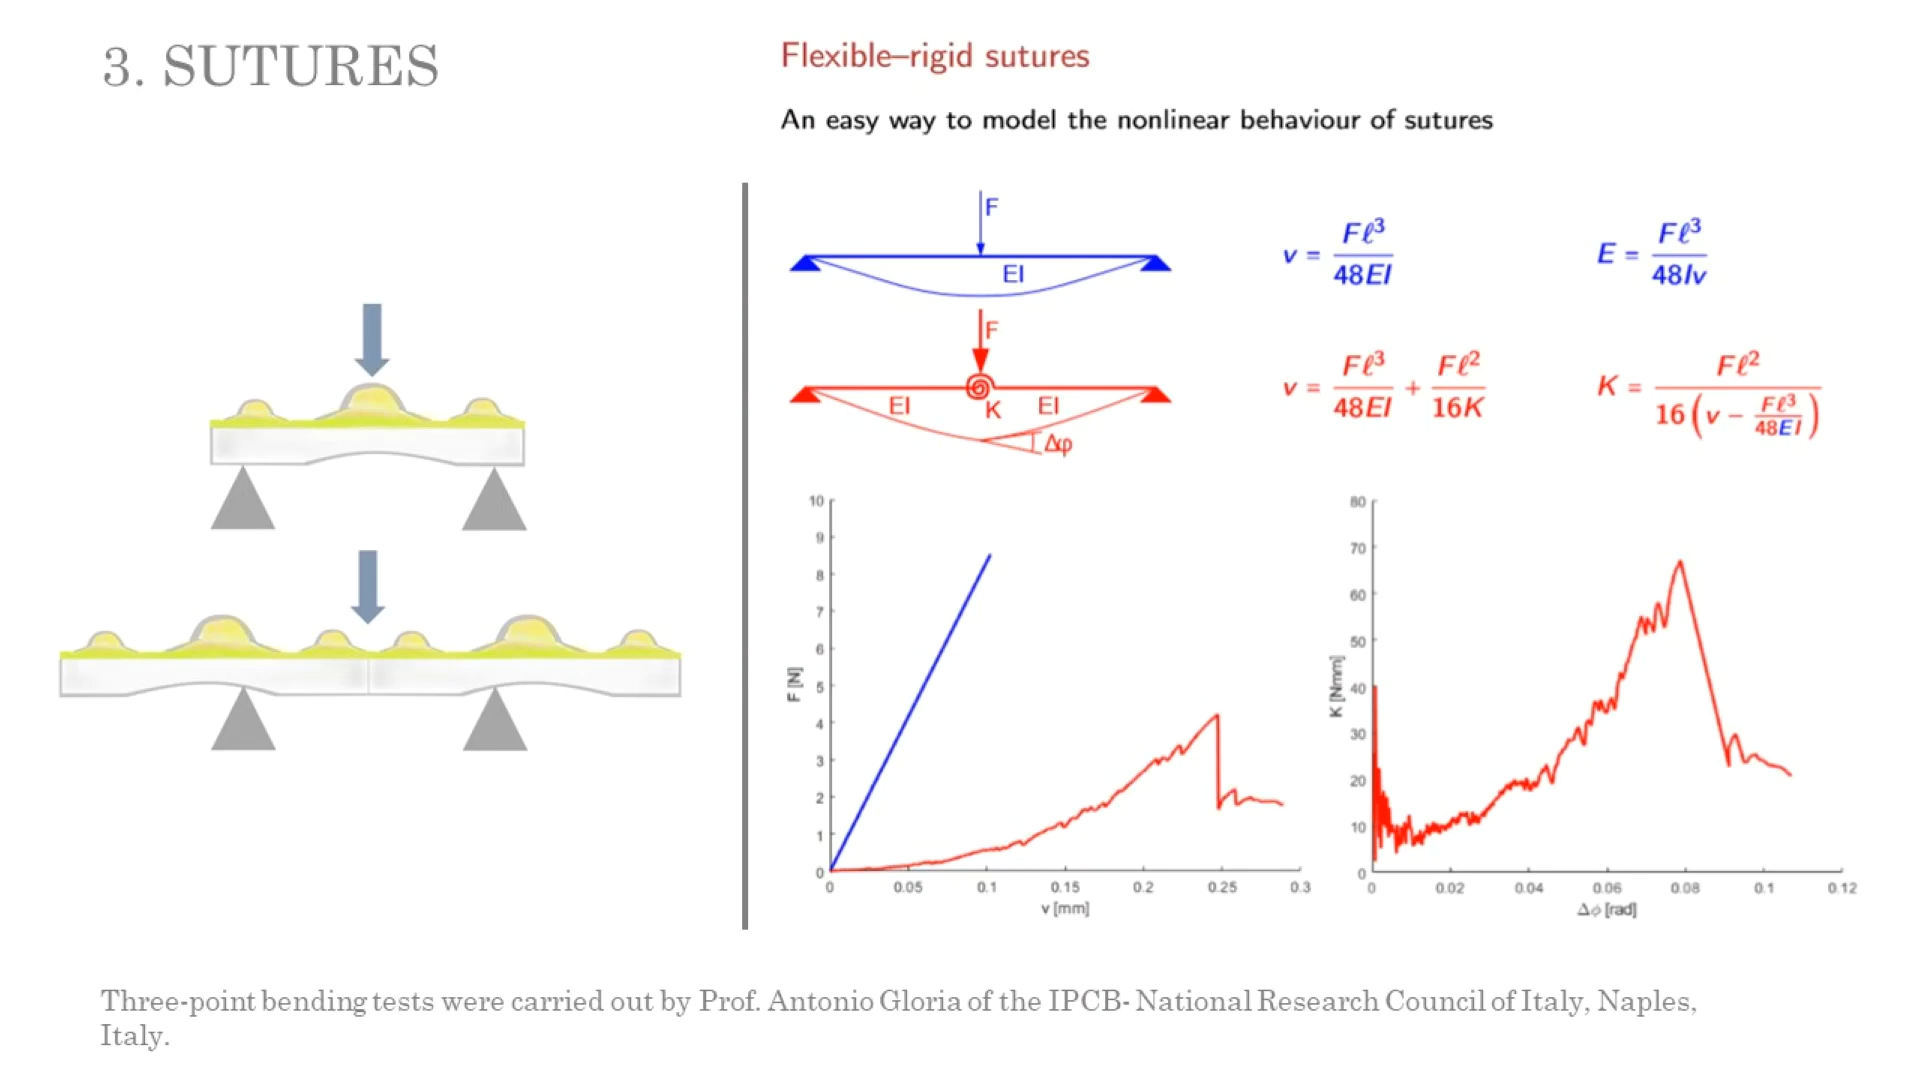 3. SUTURES
Flexible–rigid sutures
An easy way to model the nonlinear behaviour of sutures
F
EI
v = Fℓ³ / 48EI
E = Fℓ³ / 48Iv
F
EI K EI
Δφ
v = Fℓ³ / 48EI + Fℓ² / 16K
K = Fℓ² / 16 (v − Fℓ³ / 48EI)
10
9
8
7
6
5
4
3
2
1
0
F [N]
0 0.05 0.1 0.15 0.2 0.25 0.3
v [mm]
80
70
60
50
40
30
20
10
0
K [Nmm]
0 0.02 0.04 0.06 0.08 0.1 0.12
Δϕ [rad]
Three-point bending tests were carried out by Prof. Antonio Gloria of the IPCB- National Research Council of Italy, Naples,
Italy.